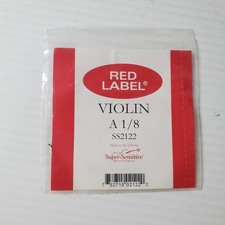 RED
LABEL®
VIOLIN
A 1/8
SS2122
Super-Sensitive